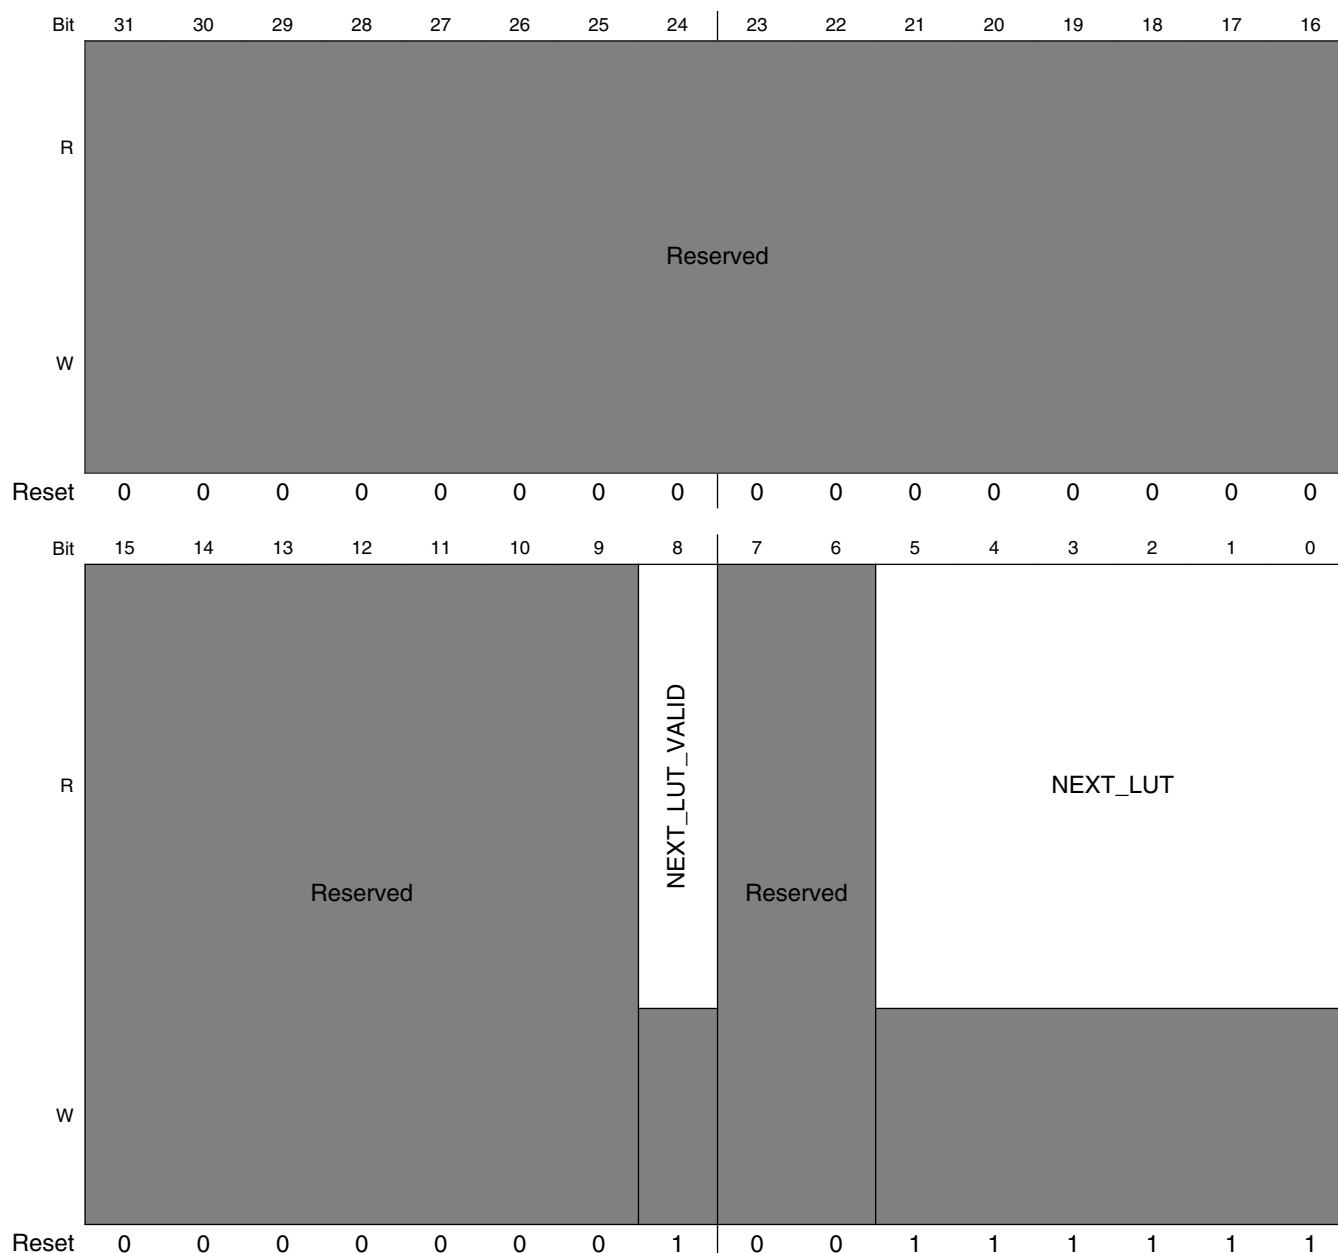 Bit 31 30 29 28 27 26 25 24 23 22 21 20 19 18 17 16
R
Reserved
W
Reset 0 0 0 0 0 0 0 0 0 0 0 0 0 0 0 0
Bit 15 14 13 12 11 10 9 8 7 6 5 4 3 2 1 0
NEXT_LUT_VALID
R NEXT_LUT
Reserved Reserved
W
Reset 0 0 0 0 0 0 0 1 0 0 1 1 1 1 1 1